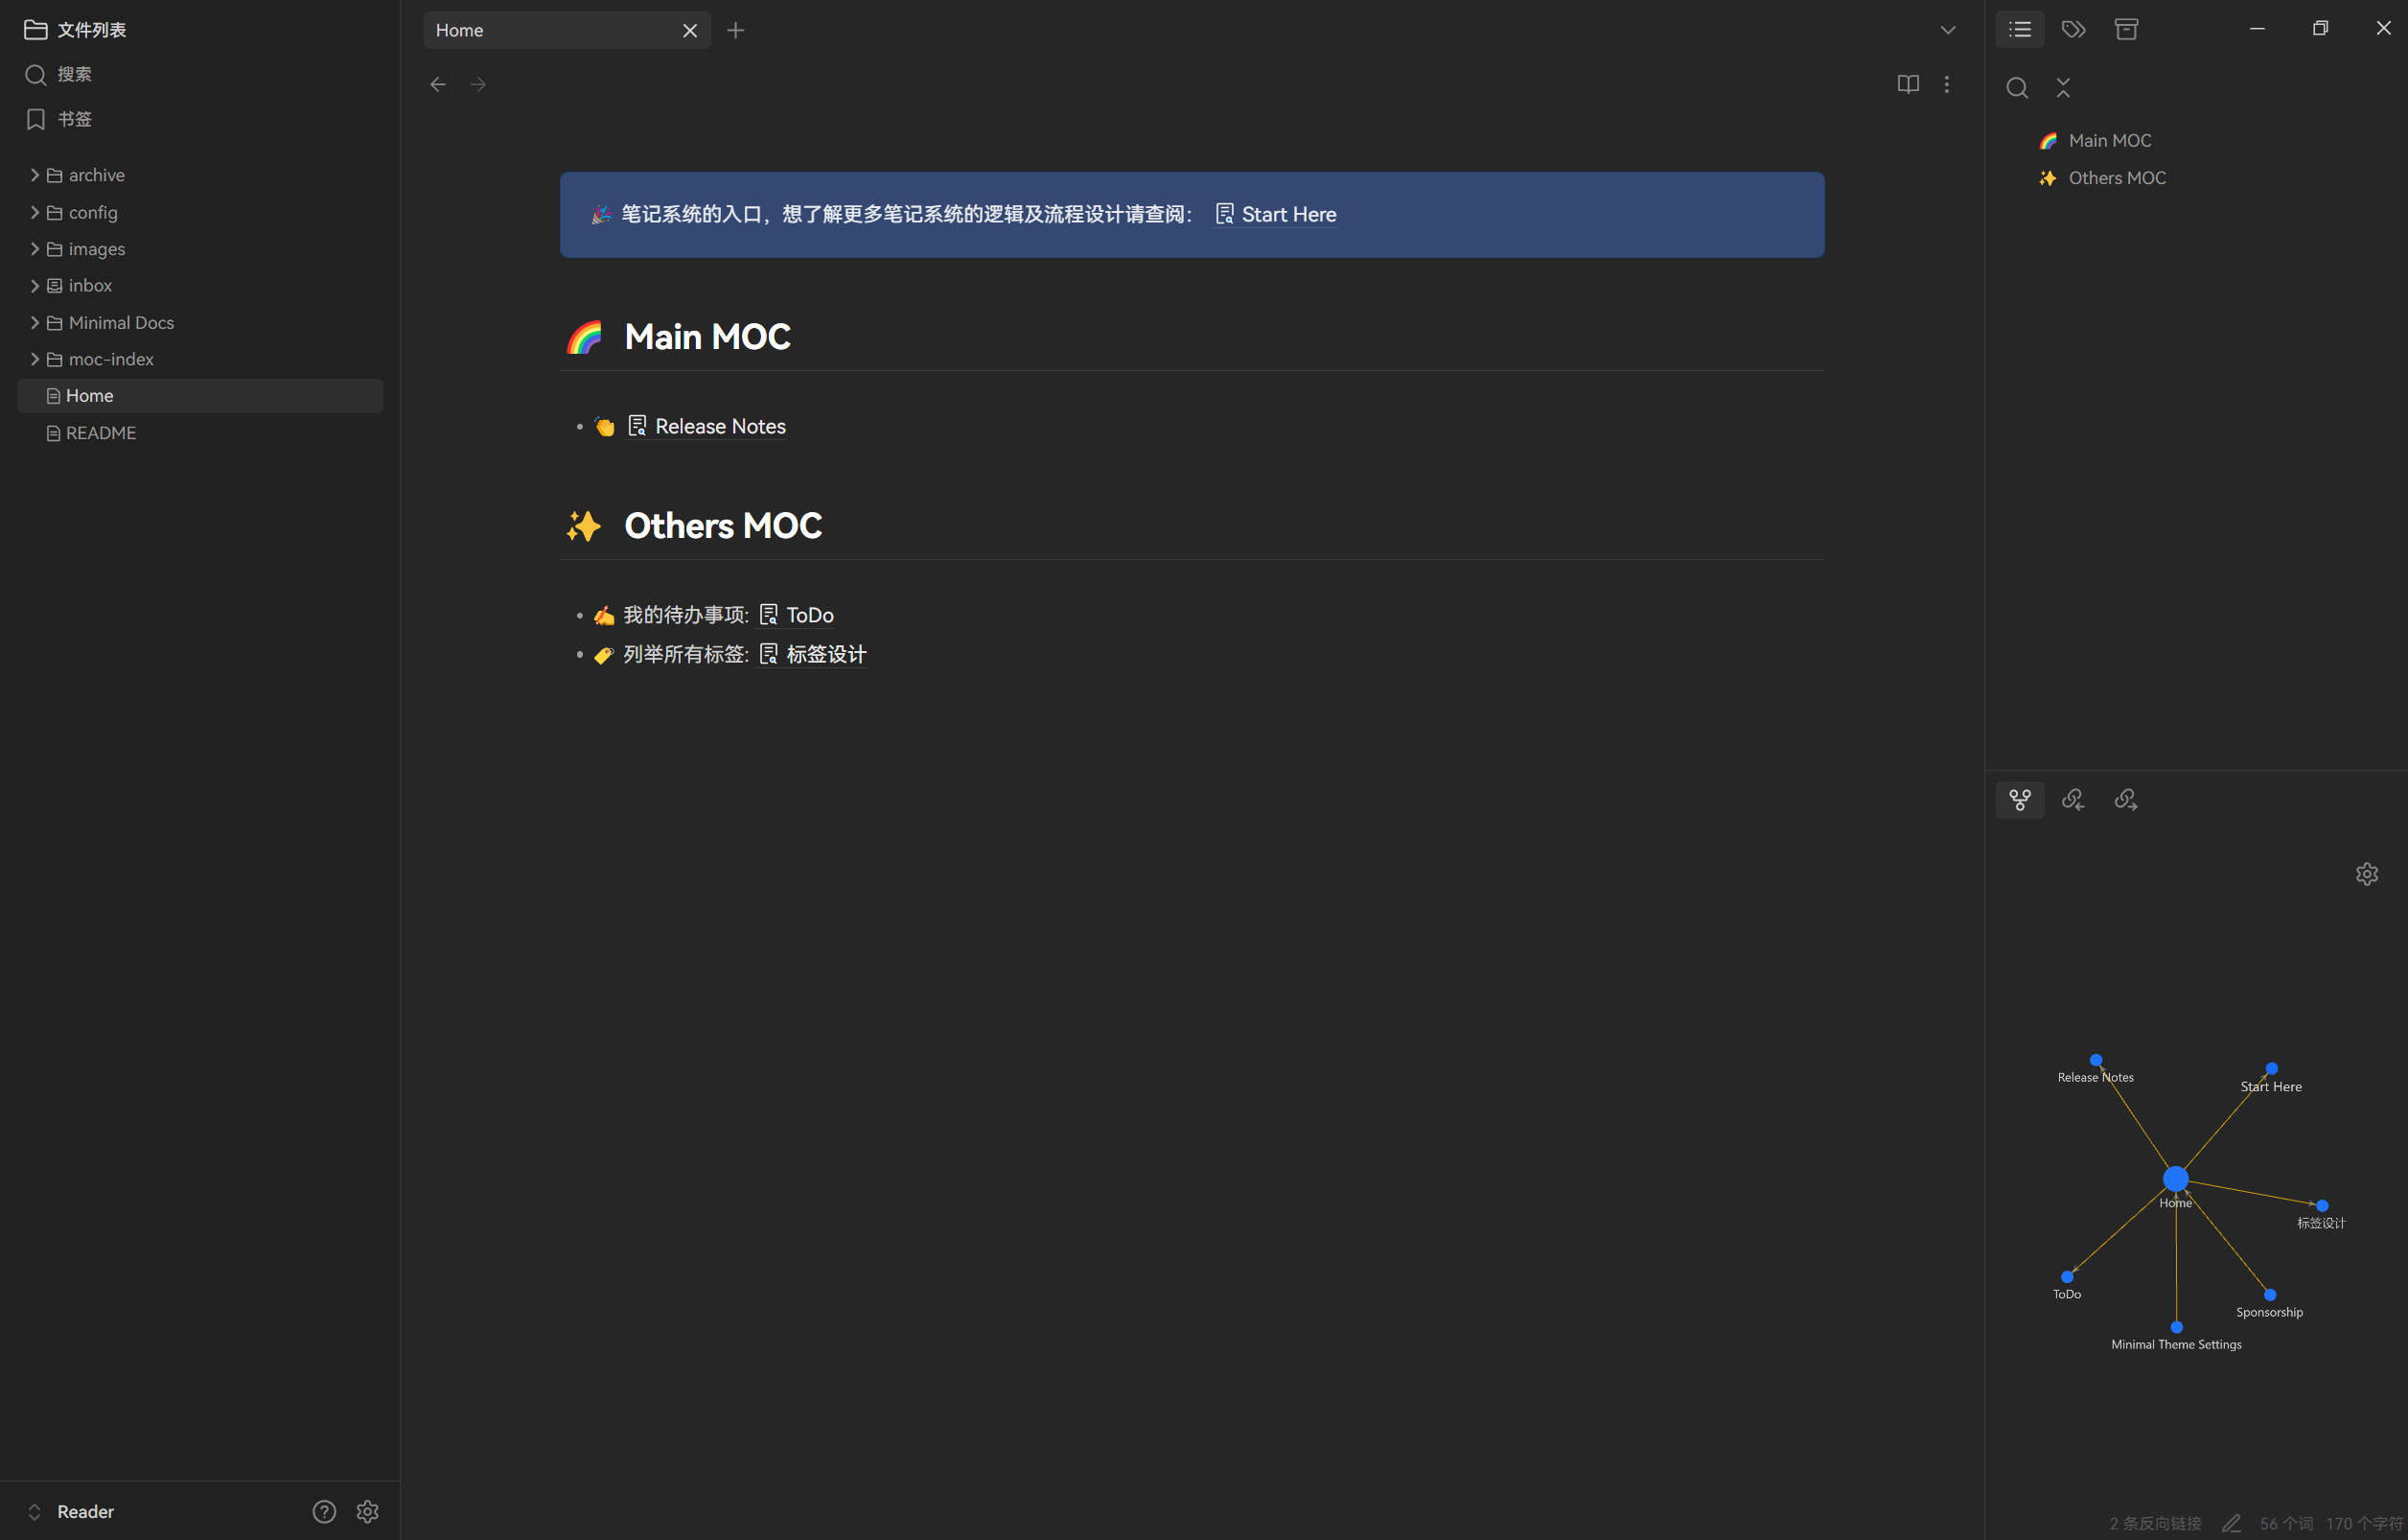 文件列表
搜索
书签
archive
config
images
inbox
Minimal Docs
moc-index
Home
README
Reader
Home
笔记系统的入口，想了解更多笔记系统的逻辑及流程设计请查阅： Start Here
Main MOC
Release Notes
Others MOC
我的待办事项: ToDo
列举所有标签: 标签设计
Main MOC
Others MOC
Release Notes
Start Here
Home
标签设计
ToDo
Sponsorship
Minimal Theme Settings
2 条反向链接 56 个词 170 个字符